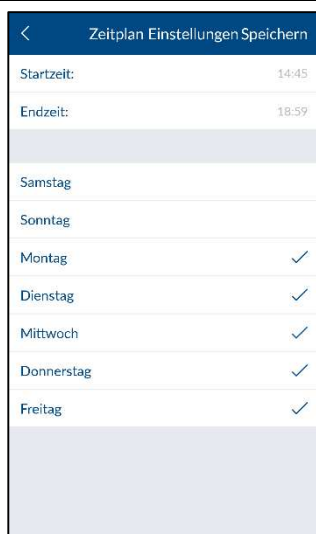 Zeitplan Einstellungen Speichern
Startzeit: 14:45
Endzeit: 18:59
Samstag
Sonntag
Montag
Dienstag
Mittwoch
Donnerstag
Freitag